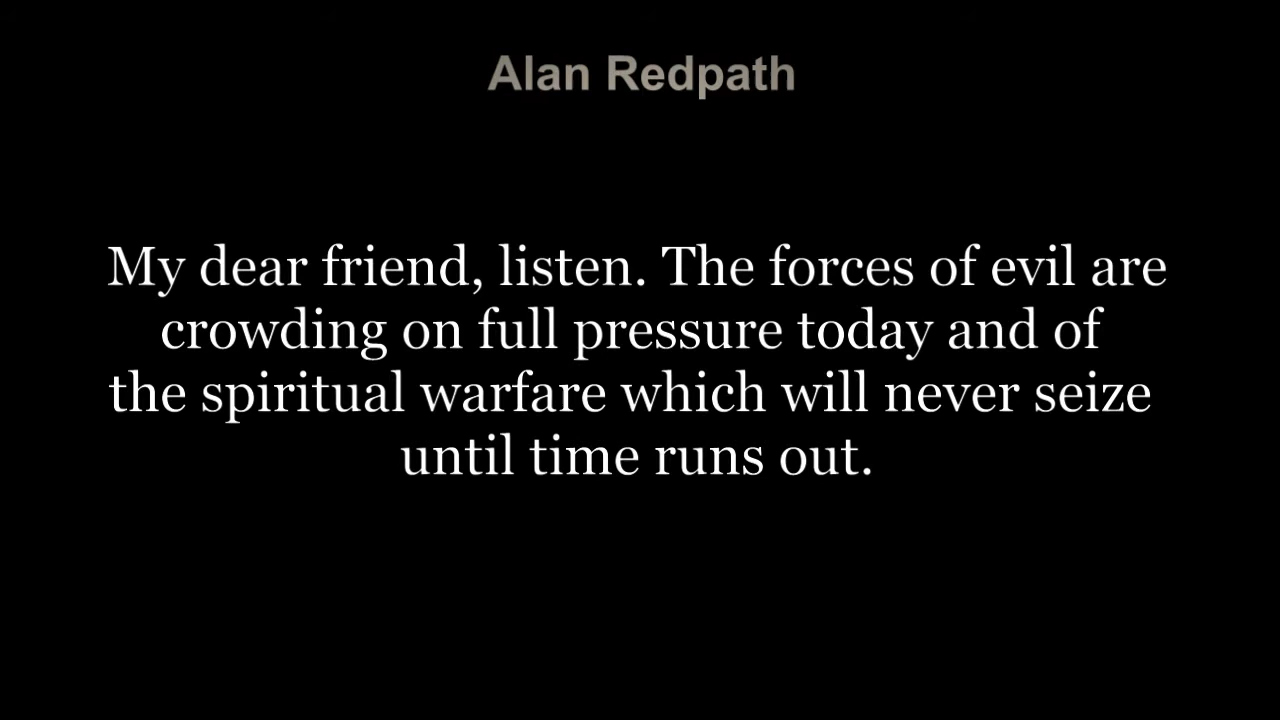 Alan Redpath
My dear friend, listen. The forces of evil are
crowding on full pressure today and of
the spiritual warfare which will never seize
until time runs out.